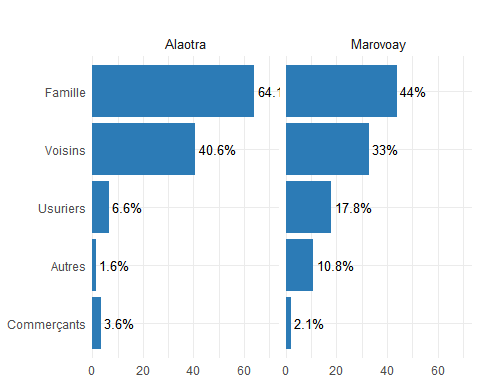 Alaotra Marovoay
Famille 64.1 44%
Voisins 40.6% 33%
Usuriers 6.6% 17.8%
Autres 1.6% 10.8%
Commerçants 3.6% 2.1%
0 20 40 60 0 20 40 60